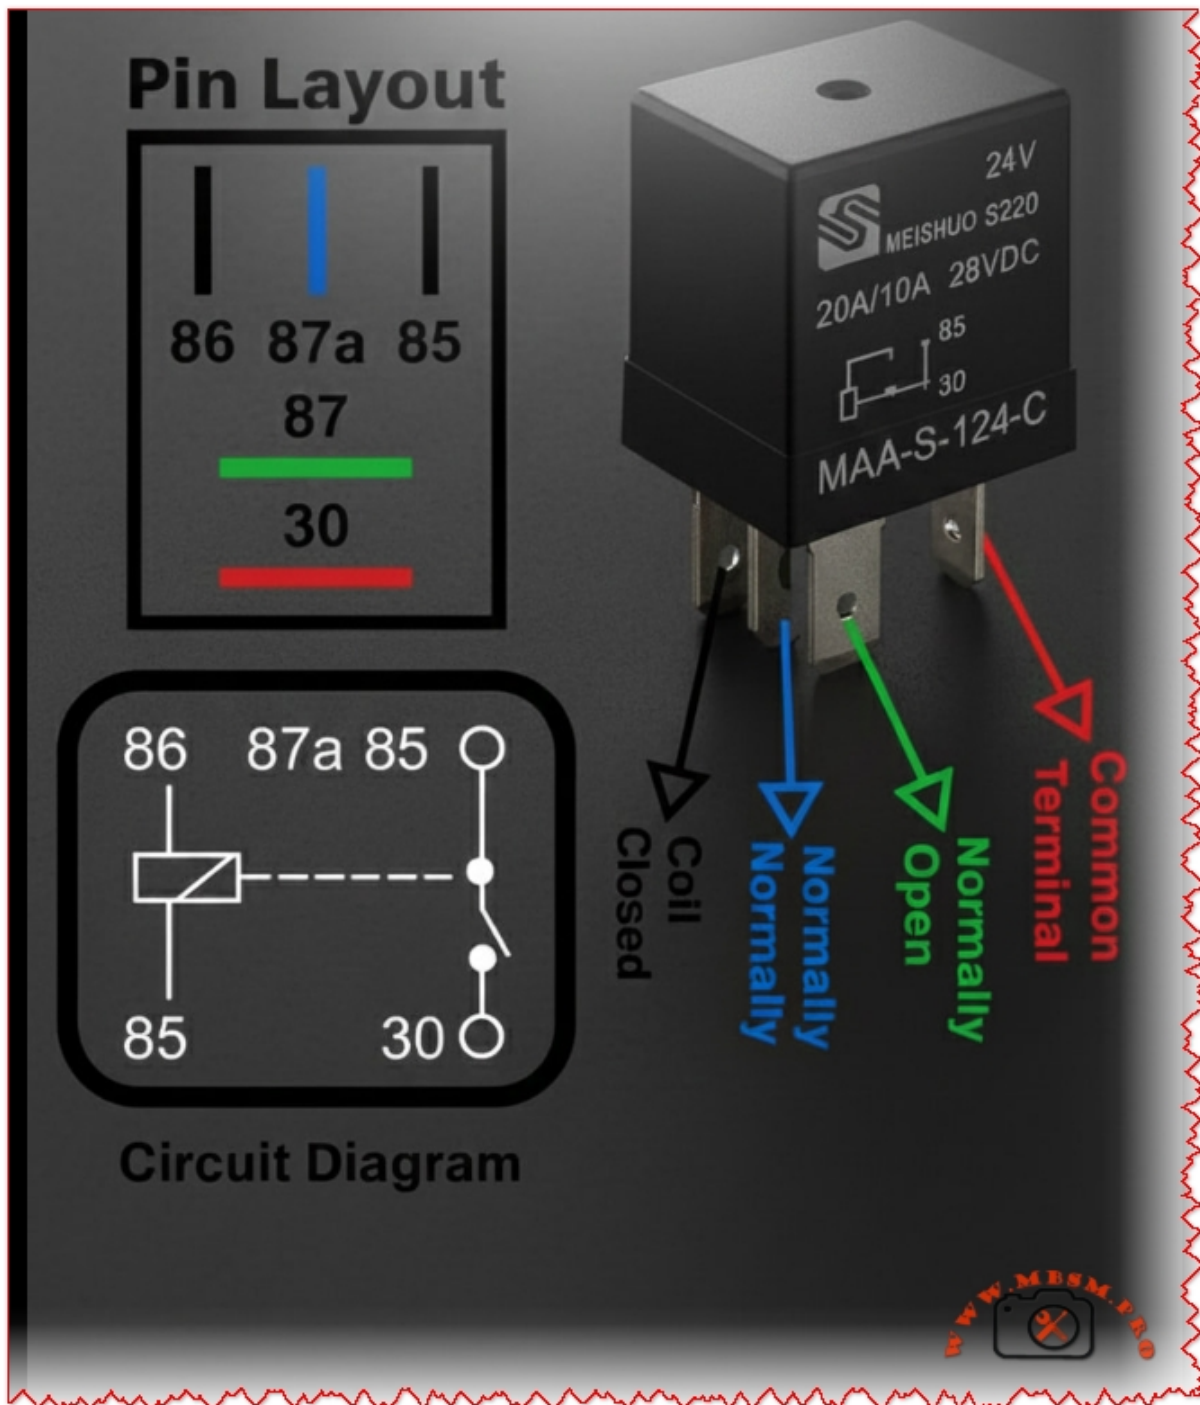 Pin Layout
86 87a 85
87
30
24V
MEISHUO S220
20A/10A 28VDC
85
30
MAA-S-124-C
86 87a 85
85 30
Circuit Diagram
Coil
Closed
Normally
Normally
Normally
Open
Common
Terminal
WWW.MBSM.PRO